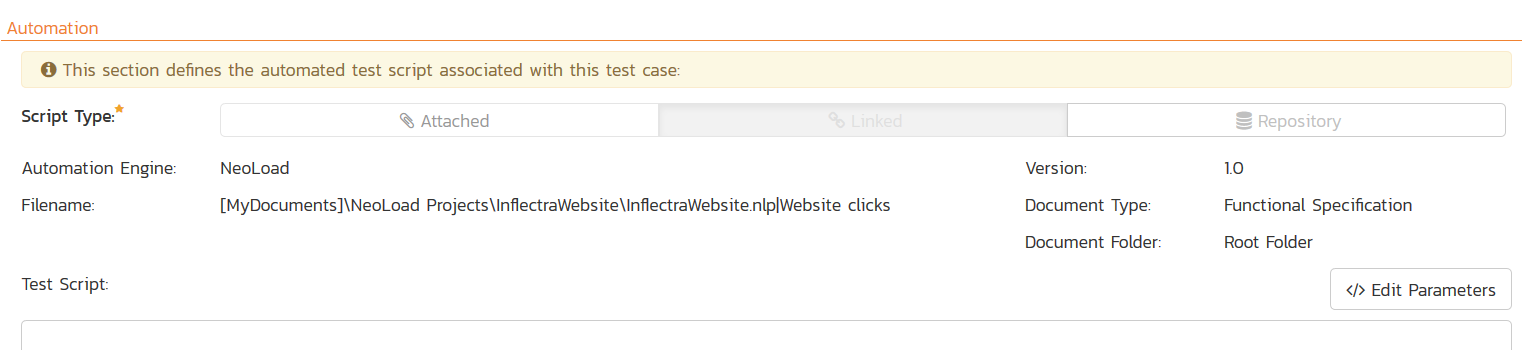 Automation
This section defines the automated test script associated with this test case:
Script Type: Attached Linked Repository
Automation Engine: NeoLoad Version: 1.0
Filename: [MyDocuments]\NeoLoad Projects\InflectraWebsite\InflectraWebsite.nlp|Website clicks Document Type: Functional Specification
Document Folder: Root Folder
Test Script: </> Edit Parameters